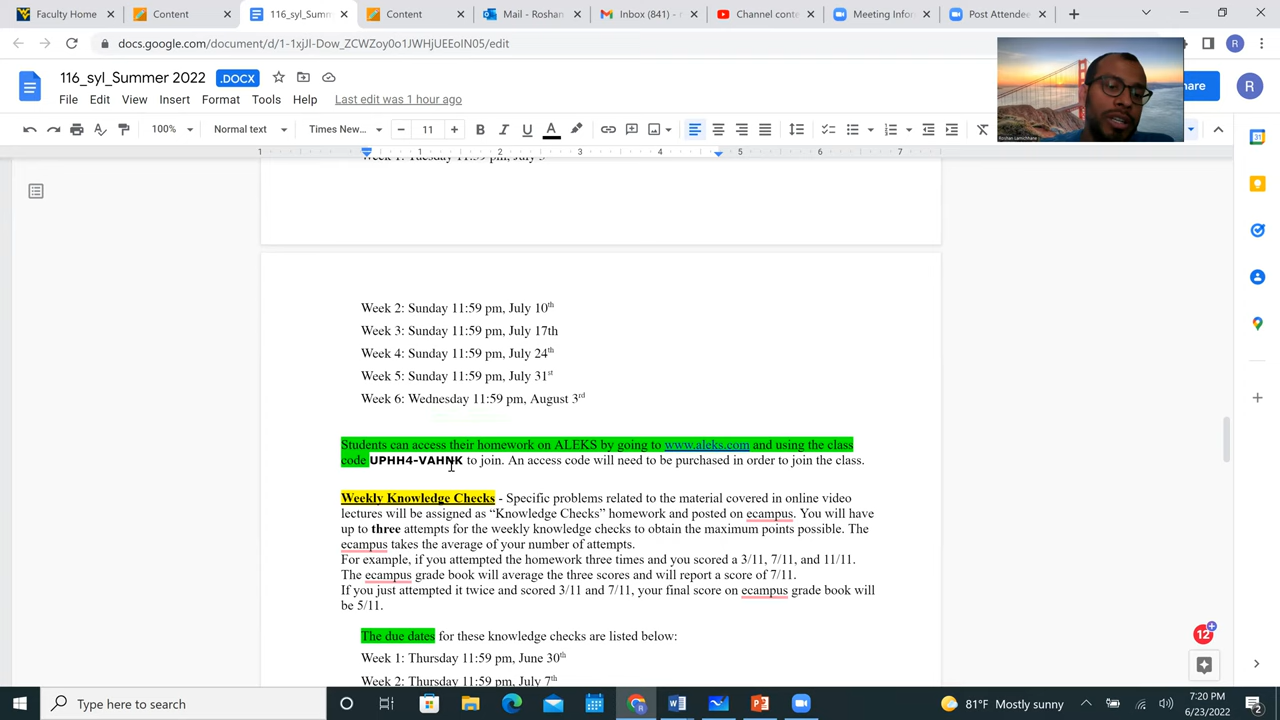 Faculty Home
Content
116_syl_Summ
Content
Mail - Roshan
Inbox (841) -
Channel conte
Meeting Infor
Post Attendee
docs.google.com/document/d/1-1xjJl-Dow_ZCWZoy0o1JWHjUEEoIN05/edit
116_syl_Summer 2022 .DOCX
File Edit View Insert Format Tools Help Last edit was 1 hour ago
100% Normal text Times New... 11
1 1 2 3 4 5 6 7
Week 2: Sunday 11:59 pm, July 10th
Week 3: Sunday 11:59 pm, July 17th
Week 4: Sunday 11:59 pm, July 24th
Week 5: Sunday 11:59 pm, July 31st
Week 6: Wednesday 11:59 pm, August 3rd
Students can access their homework on ALEKS by going to www.aleks.com and using the class
code UPHH4-VAHNK to join. An access code will need to be purchased in order to join the class.
Weekly Knowledge Checks - Specific problems related to the material covered in online video
lectures will be assigned as “Knowledge Checks” homework and posted on ecampus. You will have
up to three attempts for the weekly knowledge checks to obtain the maximum points possible. The
ecampus takes the average of your number of attempts.
For example, if you attempted the homework three times and you scored a 3/11, 7/11, and 11/11.
The ecampus grade book will average the three scores and will report a score of 7/11.
If you just attempted it twice and scored 3/11 and 7/11, your final score on ecampus grade book will
be 5/11.
The due dates for these knowledge checks are listed below:
Week 1: Thursday 11:59 pm, June 30th
Week 2: Thursday 11:59 pm, July 7th
12
Type here to search
81°F Mostly sunny
7:20 PM
6/23/2022
2